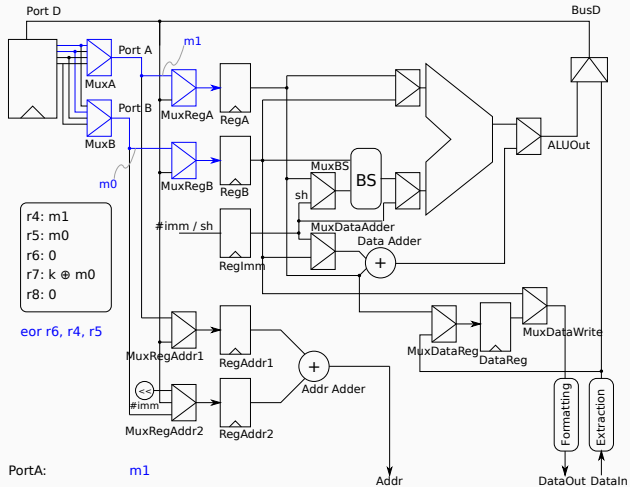 Port D
BusD
m1
Port A
MuxA
MuxRegA
RegA
Port B
MuxB
ALUOut
m0
MuxRegB
RegB
MuxBS
BS
sh
#imm / sh
RegImm
MuxDataAdder
Data Adder
+
r4: m1
r5: m0
r6: 0
r7: k ⊕ m0
r8: 0
eor r6, r4, r5
MuxRegAddr1
RegAddr1
MuxDataReg
DataReg
MuxDataWrite
+
Addr Adder
<<
#imm
MuxRegAddr2
RegAddr2
Formatting
Extraction
PortA: m1
Addr
DataOut
DataIn